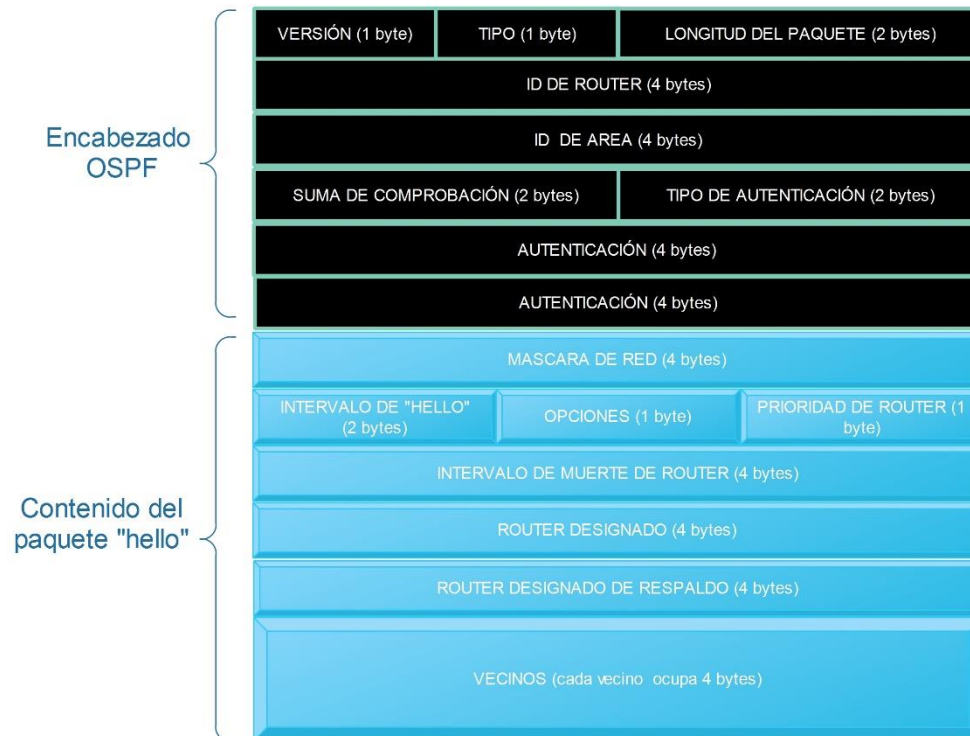 VERSIÓN (1 byte)
TIPO (1 byte)
LONGITUD DEL PAQUETE (2 bytes)
ID DE ROUTER (4 bytes)
Encabezado
OSPF
ID DE AREA (4 bytes)
SUMA DE COMPROBACIÓN (2 bytes)
TIPO DE AUTENTICACIÓN (2 bytes)
AUTENTICACIÓN (4 bytes)
AUTENTICACIÓN (4 bytes)
MASCARA DE RED (4 bytes)
INTERVALO DE "HELLO"
(2 bytes)
OPCIONES (1 byte)
PRIORIDAD DE ROUTER (1
byte)
INTERVALO DE MUERTE DE ROUTER (4 bytes)
Contenido del
paquete "hello"
ROUTER DESIGNADO (4 bytes)
ROUTER DESIGNADO DE RESPALDO (4 bytes)
VECINOS (cada vecino ocupa 4 bytes)